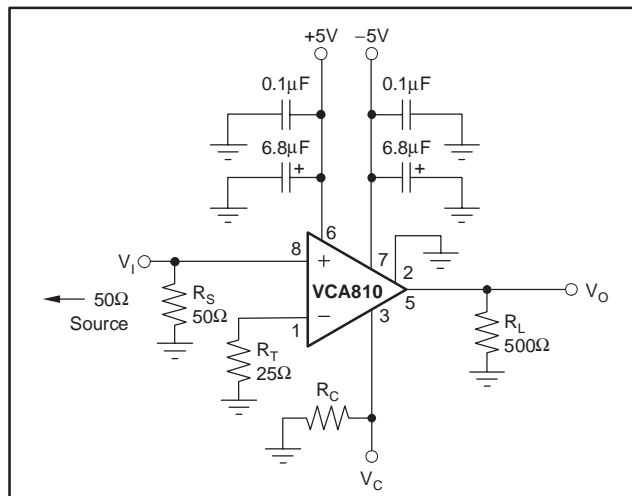 +5V −5V
0.1μF 0.1μF
6.8μF 6.8μF
+ +
6
7
V_I 8 + 2
VCA810 5 V_O
50Ω R_S 3
Source 50Ω 1 −
R_L
500Ω
R_T
25Ω
R_C
V_C